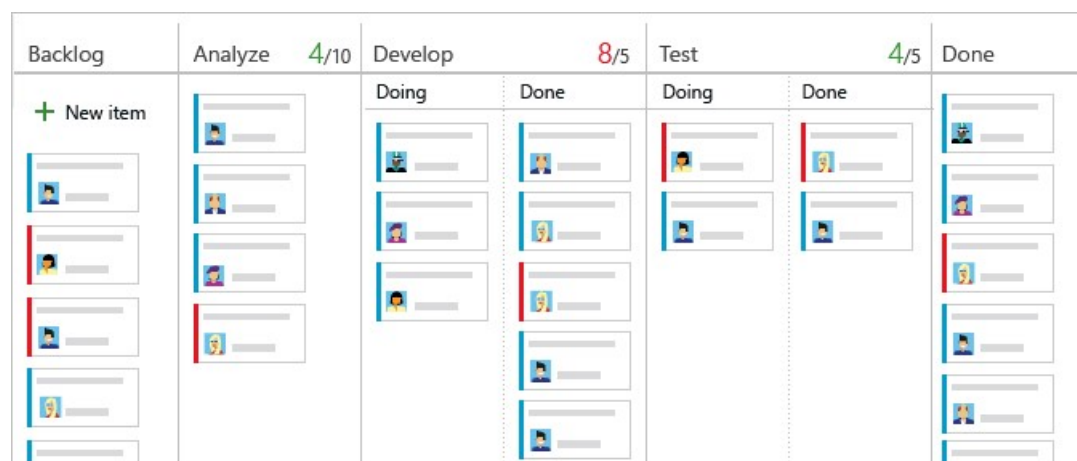 Backlog
Analyze 4/10
Develop 8/5
Test 4/5
Done
Doing
Done
Doing
Done
+ New item